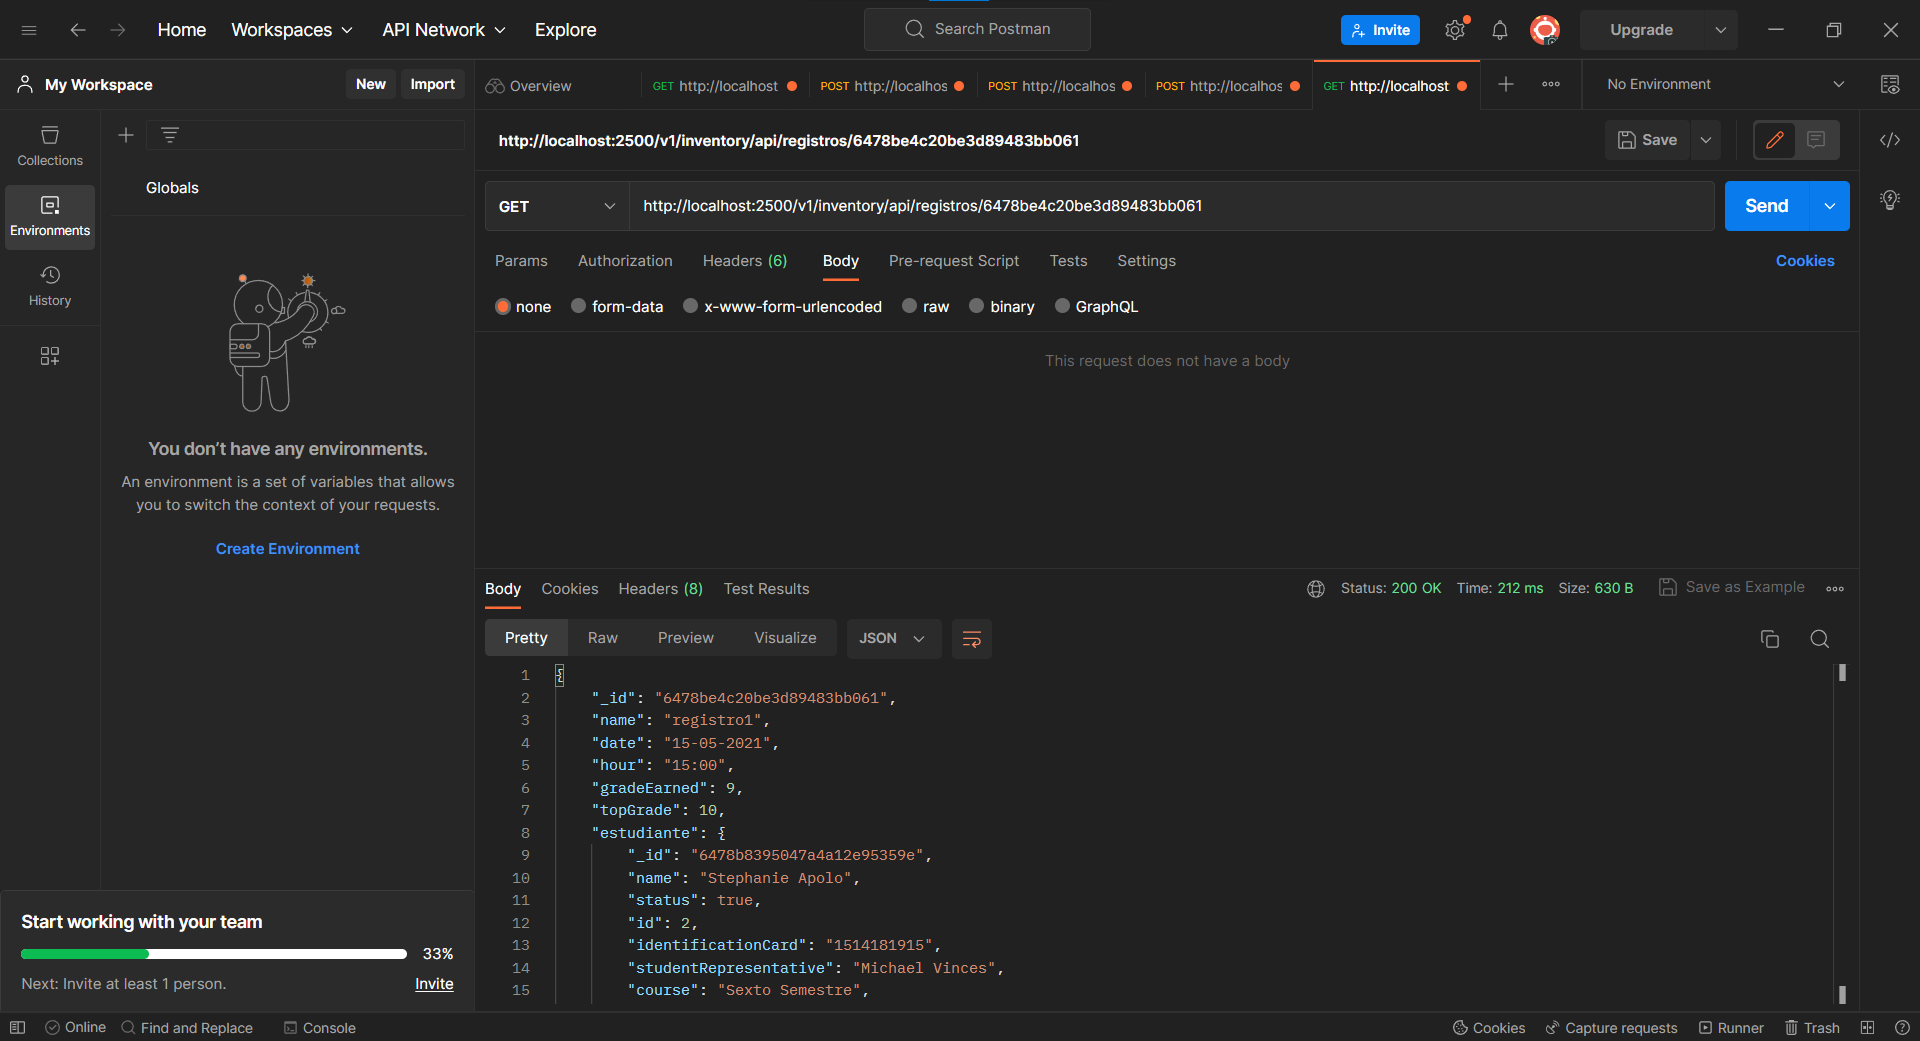 Home
Workspaces
API Network
Explore
Search Postman
Invite
Upgrade
My Workspace
New
Import
Overview
GET http://localhost
POST http://localhos
POST http://localhos
POST http://localhos
GET http://localhost
No Environment
Collections
Environments
History
Globals
You don’t have any environments.
An environment is a set of variables that allows
you to switch the context of your requests.
Create Environment
Start working with your team
33%
Next: Invite at least 1 person.
Invite
http://localhost:2500/v1/inventory/api/registros/6478be4c20be3d89483bb061
Save
GET
http://localhost:2500/v1/inventory/api/registros/6478be4c20be3d89483bb061
Send
Params
Authorization
Headers (6)
Body
Pre-request Script
Tests
Settings
Cookies
none
form-data
x-www-form-urlencoded
raw
binary
GraphQL
This request does not have a body
Body
Cookies
Headers (8)
Test Results
Status: 200 OK
Time: 212 ms
Size: 630 B
Save as Example
Pretty
Raw
Preview
Visualize
JSON
1 {
2 "_id": "6478be4c20be3d89483bb061",
3 "name": "registro1",
4 "date": "15-05-2021",
5 "hour": "15:00",
6 "gradeEarned": 9,
7 "topGrade": 10,
8 "estudiante": {
9 "_id": "6478b8395047a4a12e95359e",
10 "name": "Stephanie Apolo",
11 "status": true,
12 "id": 2,
13 "identificationCard": "1514181915",
14 "studentRepresentative": "Michael Vinces",
15 "course": "Sexto Semestre",
Online
Find and Replace
Console
Cookies
Capture requests
Runner
Trash